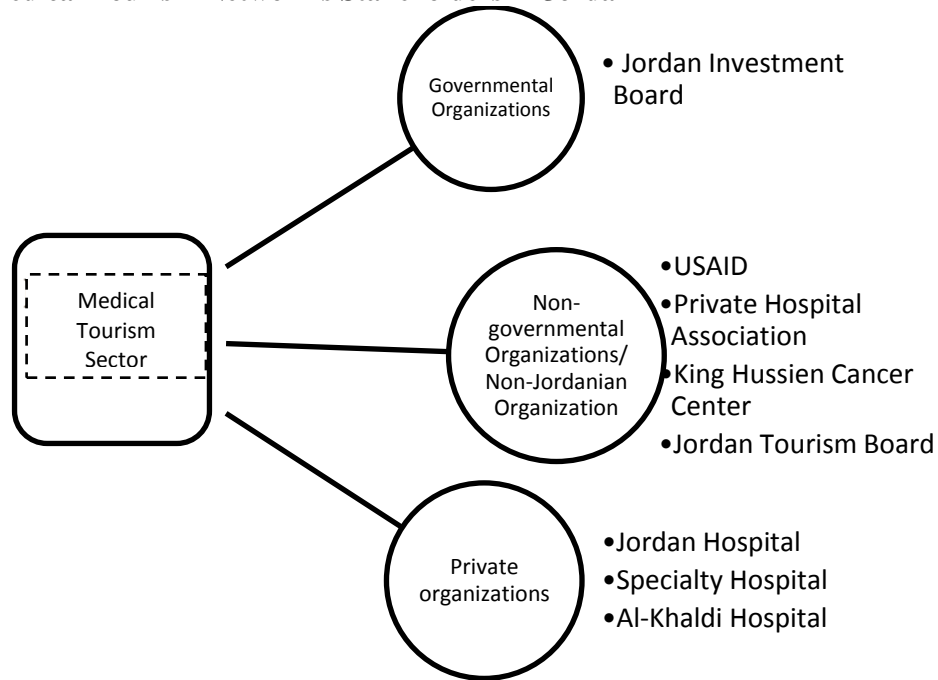 Governmental
Organizations
• Jordan Investment
Board
Medical
Tourism
Sector
Non-
governmental
Organizations/
Non-Jordanian
Organization
•USAID
•Private Hospital
Association
•King Hussien Cancer
Center
•Jordan Tourism Board
Private
organizations
•Jordan Hospital
•Specialty Hospital
•Al-Khaldi Hospital